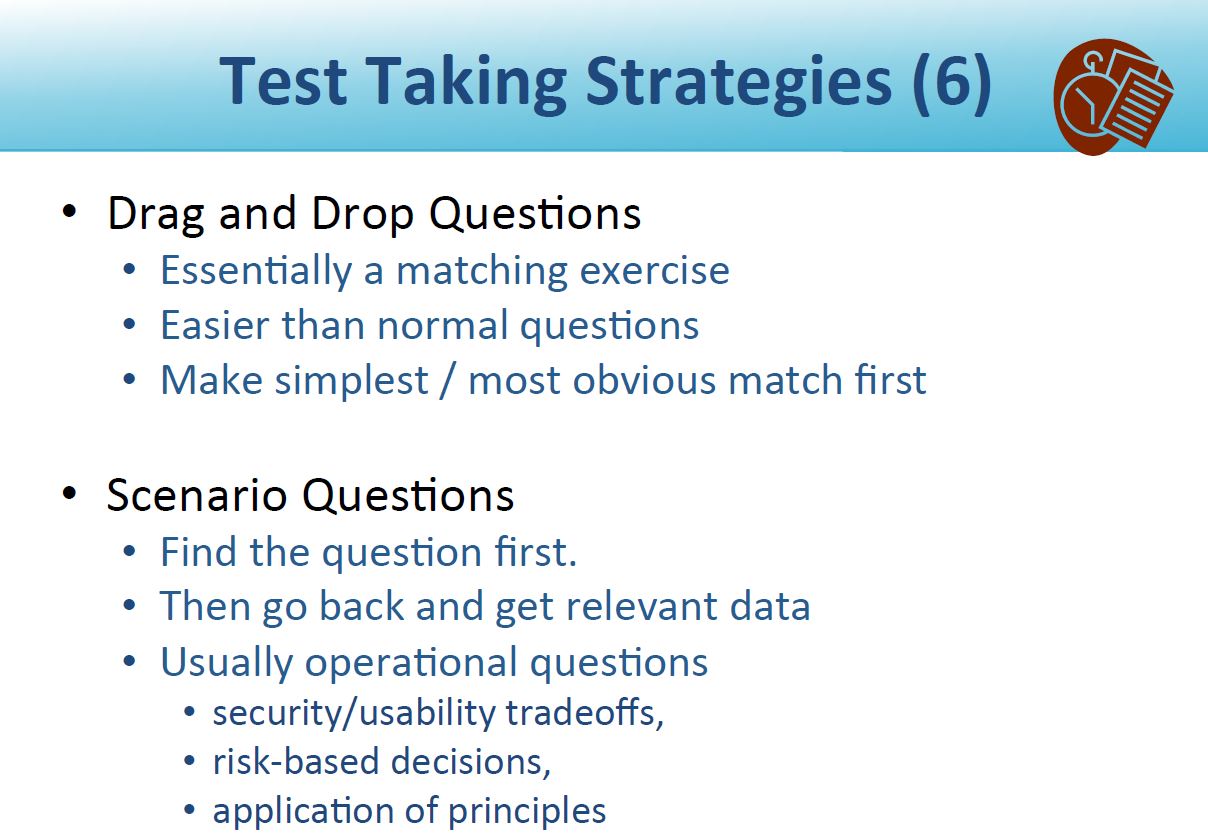 Test Taking Strategies (6)
• Drag and Drop Questions
• Essentially a matching exercise
• Easier than normal questions
• Make simplest / most obvious match first
• Scenario Questions
• Find the question first.
• Then go back and get relevant data
• Usually operational questions
• security/usability tradeoffs,
• risk-based decisions,
• application of principles